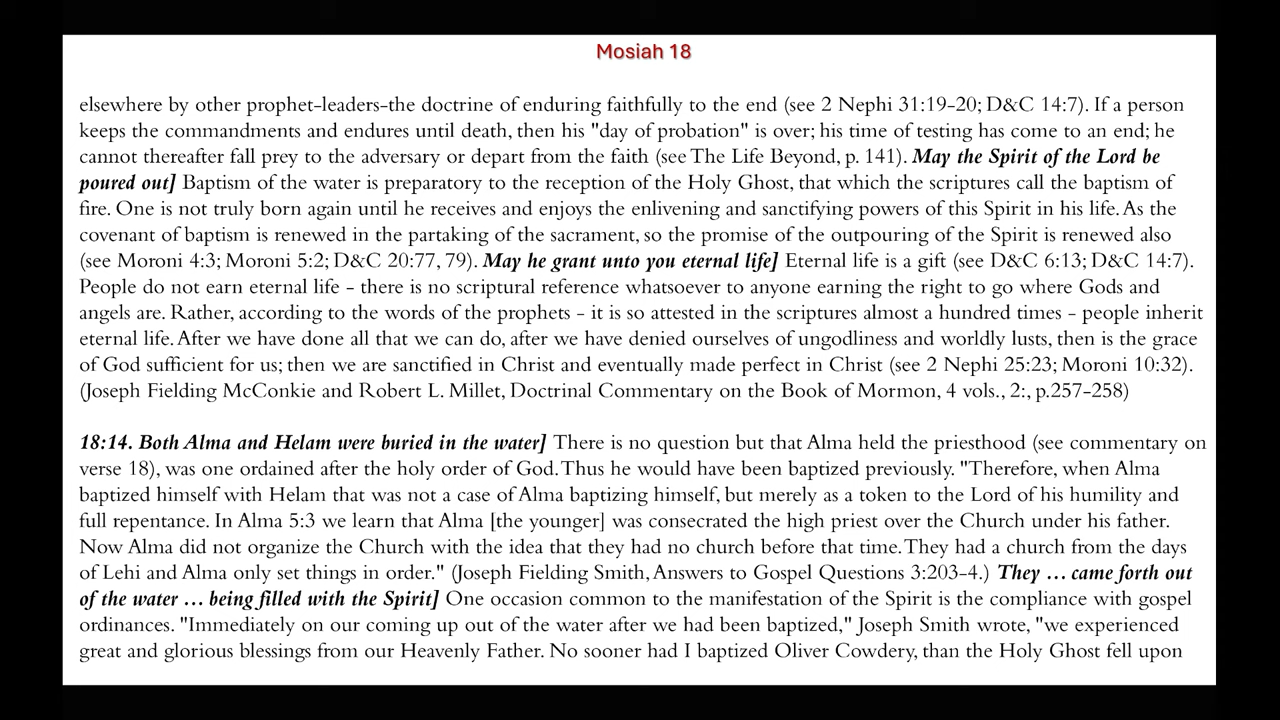 Mosiah 18
elsewhere by other prophet-leaders-the doctrine of enduring faithfully to the end (see 2 Nephi 31:19-20; D&C 14:7). If a person
keeps the commandments and endures until death, then his "day of probation" is over; his time of testing has come to an end; he
cannot thereafter fall prey to the adversary or depart from the faith (see The Life Beyond, p. 141). May the Spirit of the Lord be
poured out] Baptism of the water is preparatory to the reception of the Holy Ghost, that which the scriptures call the baptism of
fire. One is not truly born again until he receives and enjoys the enlivening and sanctifying powers of this Spirit in his life. As the
covenant of baptism is renewed in the partaking of the sacrament, so the promise of the outpouring of the Spirit is renewed also
(see Moroni 4:3; Moroni 5:2; D&C 20:77, 79). May he grant unto you eternal life] Eternal life is a gift (see D&C 6:13; D&C 14:7).
People do not earn eternal life - there is no scriptural reference whatsoever to anyone earning the right to go where Gods and
angels are. Rather, according to the words of the prophets - it is so attested in the scriptures almost a hundred times - people inherit
eternal life. After we have done all that we can do, after we have denied ourselves of ungodliness and worldly lusts, then is the grace
of God sufficient for us; then we are sanctified in Christ and eventually made perfect in Christ (see 2 Nephi 25:23; Moroni 10:32).
(Joseph Fielding McConkie and Robert L. Millet, Doctrinal Commentary on the Book of Mormon, 4 vols., 2:, p.257-258)
18:14. Both Alma and Helam were buried in the water] There is no question but that Alma held the priesthood (see commentary on
verse 18), was one ordained after the holy order of God. Thus he would have been baptized previously. "Therefore, when Alma
baptized himself with Helam that was not a case of Alma baptizing himself, but merely as a token to the Lord of his humility and
full repentance. In Alma 5:3 we learn that Alma [the younger] was consecrated the high priest over the Church under his father.
Now Alma did not organize the Church with the idea that they had no church before that time. They had a church from the days
of Lehi and Alma only set things in order." (Joseph Fielding Smith, Answers to Gospel Questions 3:203-4.) They … came forth out
of the water … being filled with the Spirit] One occasion common to the manifestation of the Spirit is the compliance with gospel
ordinances. "Immediately on our coming up out of the water after we had been baptized," Joseph Smith wrote, "we experienced
great and glorious blessings from our Heavenly Father. No sooner had I baptized Oliver Cowdery, than the Holy Ghost fell upon